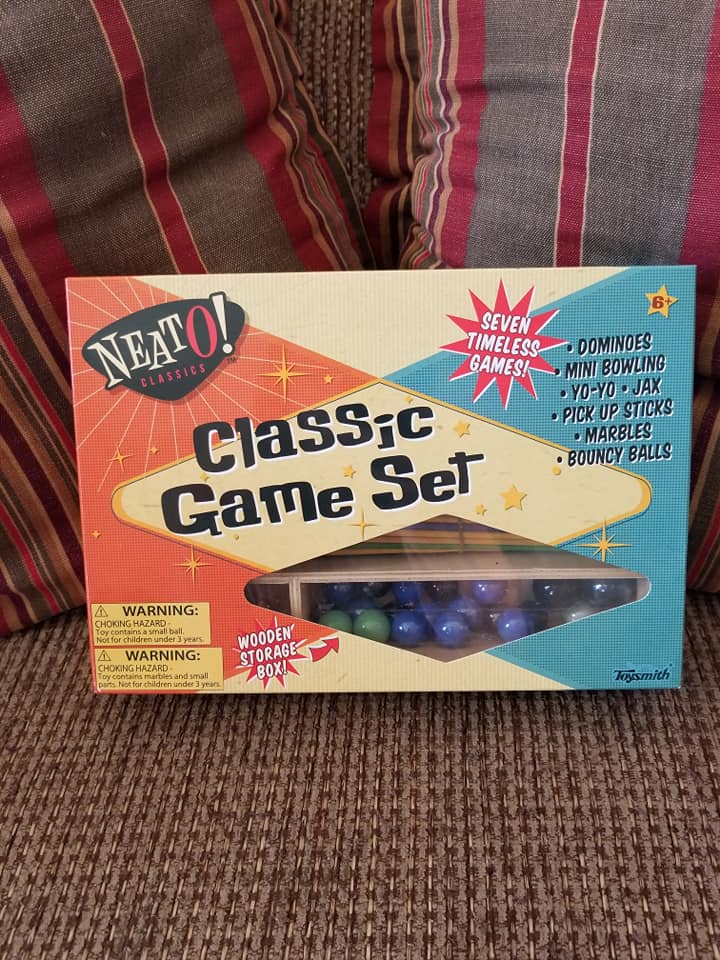 NEATO!
CLASSICS
TM
Classic
Game Set
SEVEN
TIMELESS
GAMES!
6+
• DOMINOES
• MINI BOWLING
• YO-YO • JAX
• PICK UP STICKS
• MARBLES
• BOUNCY BALLS
WARNING:
CHOKING HAZARD -
Toy contains a small ball.
Not for children under 3 years.
WARNING:
CHOKING HAZARD -
Toy contains marbles and small
parts. Not for children under 3 years.
WOODEN
STORAGE
BOX!
Toysmith